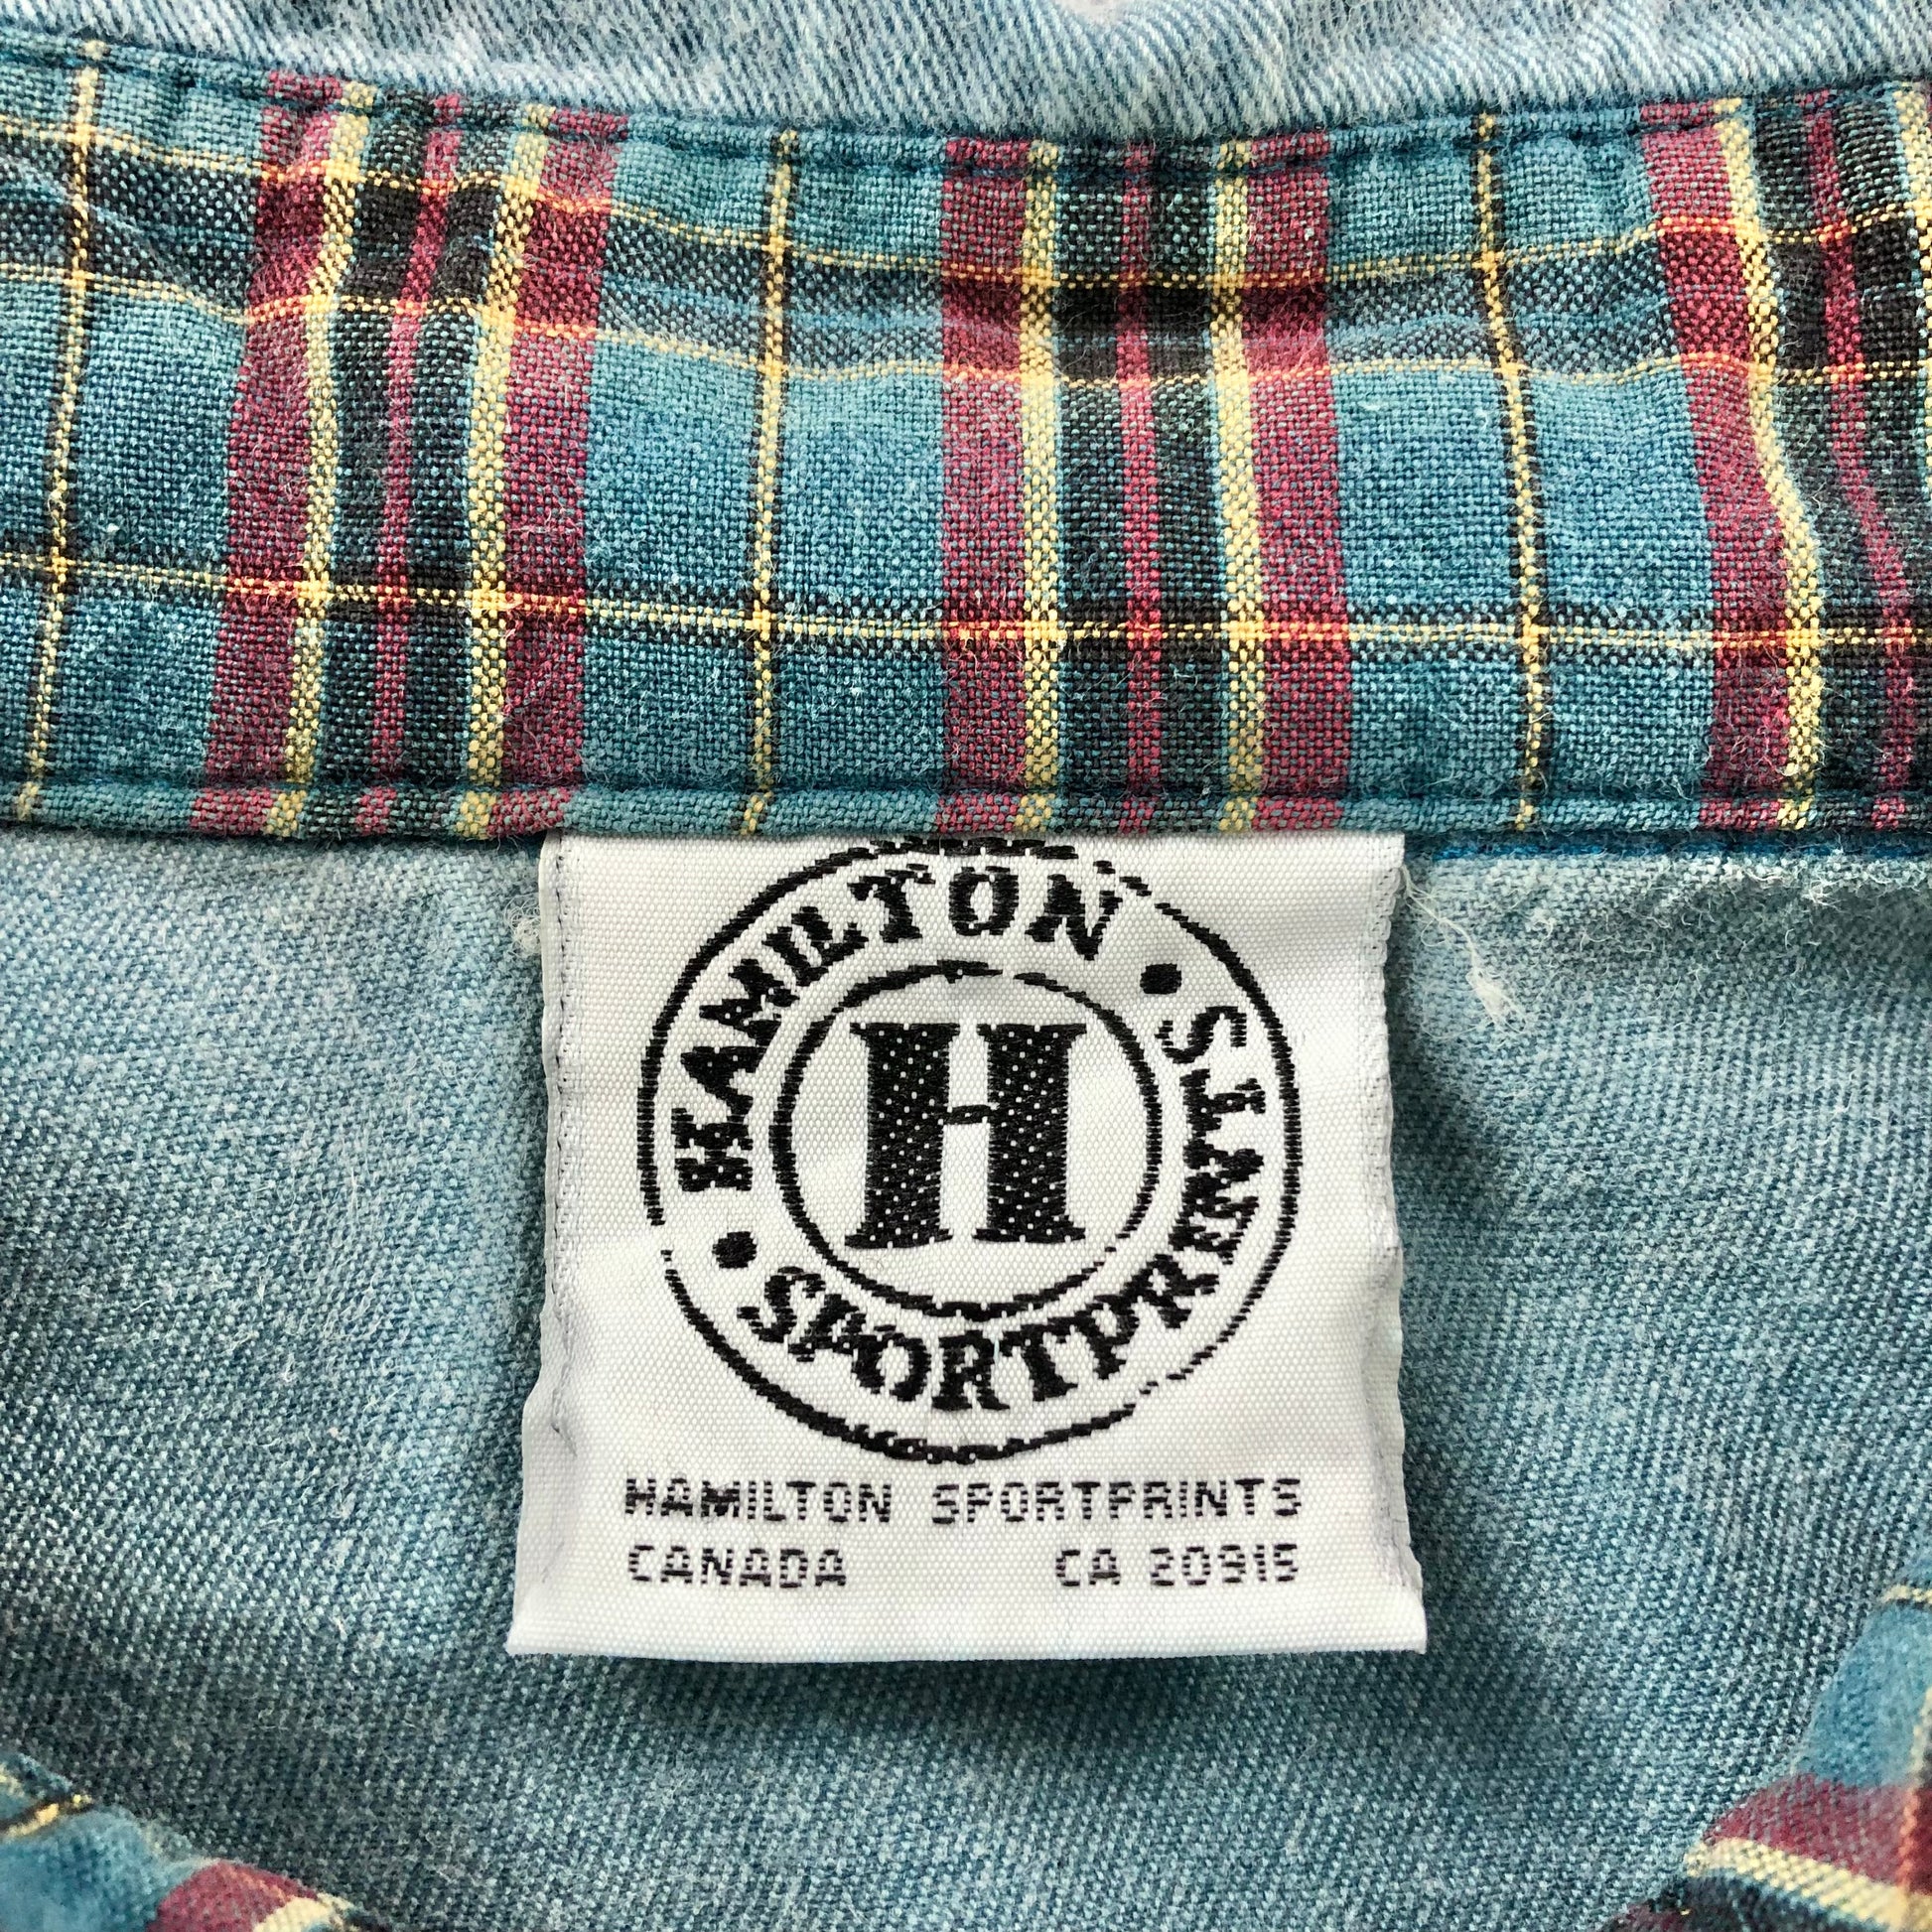 HAMILTON
• SPORTPRINTS •
H
HAMILTON SPORTPRINTS
CANADA CA 20915